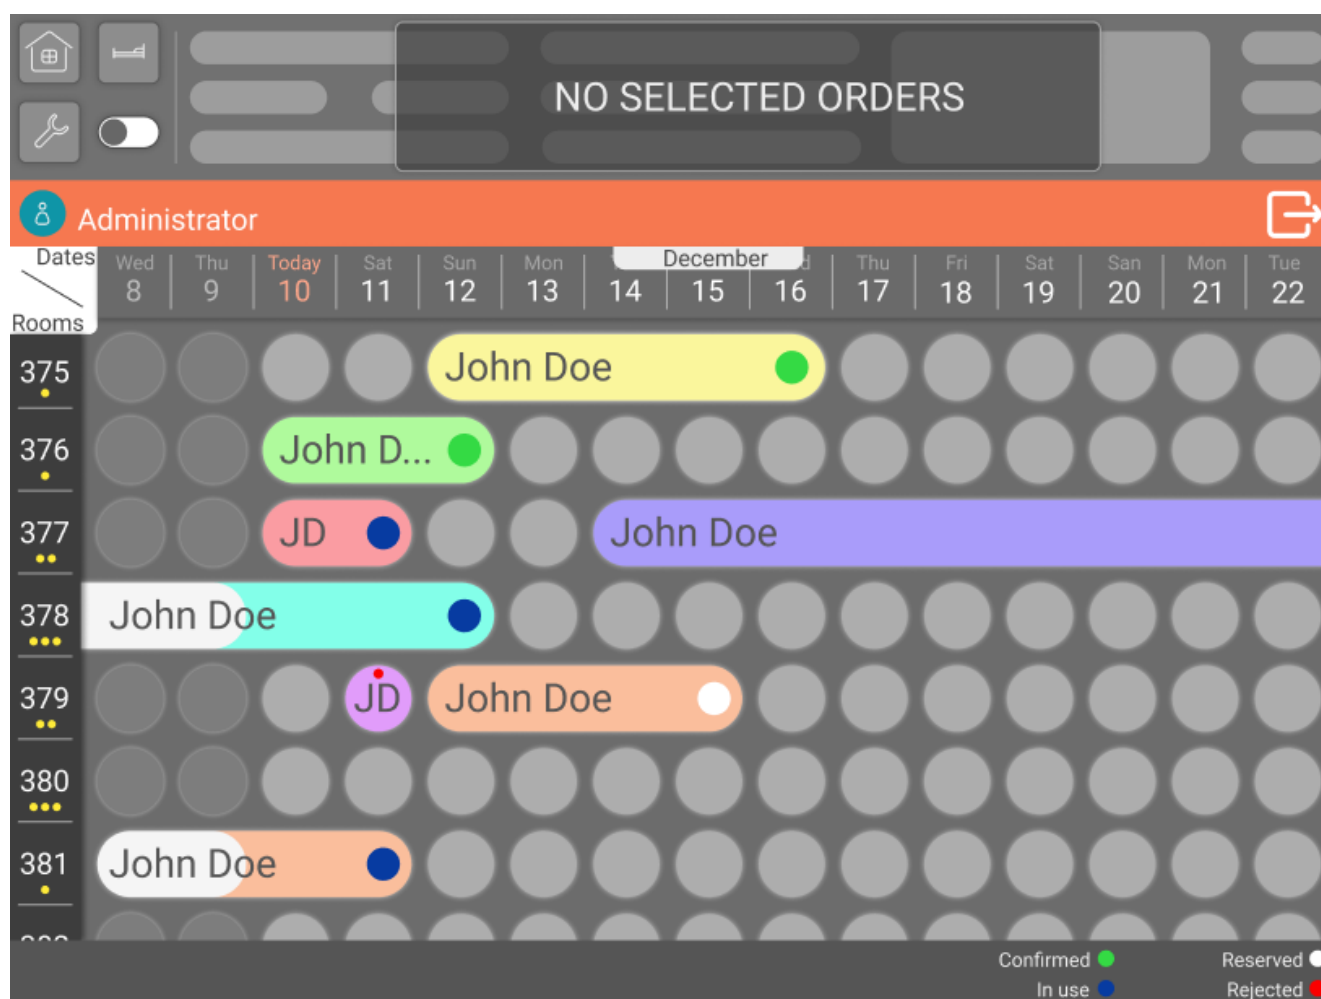 NO SELECTED ORDERS
Administrator
Dates
Rooms
December
Wed Thu Today Sat Sun Mon Thu Fri Sat San Mon Tue
8 9 10 11 12 13 14 15 16 17 18 19 20 21 22
375 John Doe
376 John D...
377 JD John Doe
378 John Doe
379 JD John Doe
380
381 John Doe
Confirmed Reserved
In use Rejected